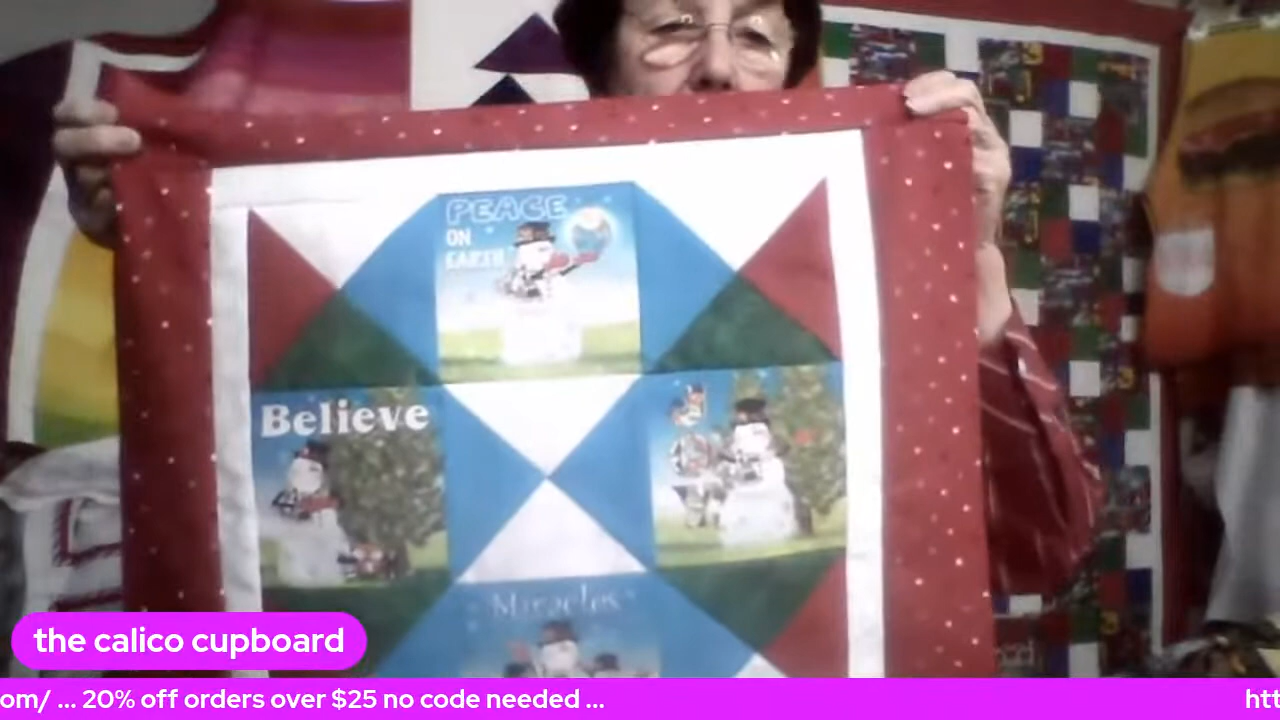 PEACE
ON
EARTH
Believe
Miracles
the calico cupboard
om/ ... 20% off orders over $25 no code needed ...
htt